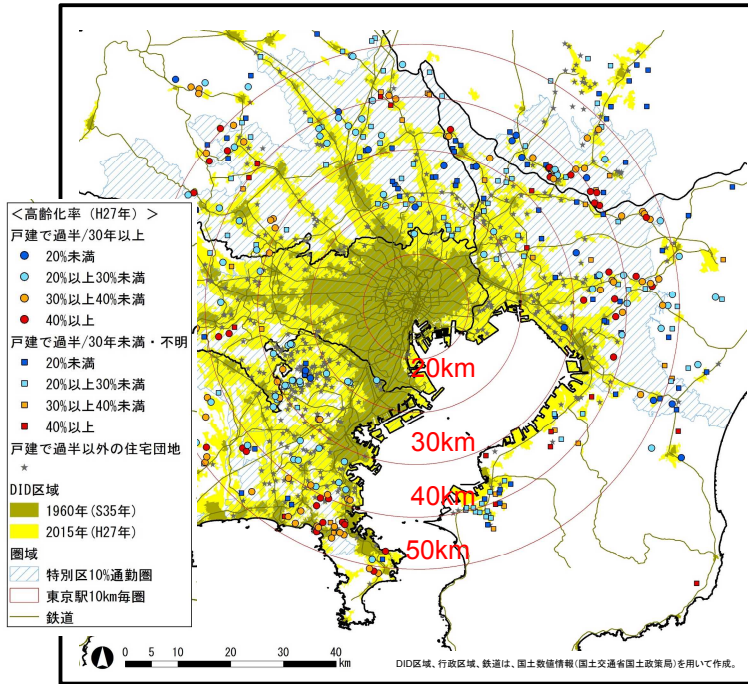 ＜高齢化率（H27年）＞
戸建で過半/30年以上
20%未満
20%以上30%未満
30%以上40%未満
40%以上
戸建で過半/30年未満・不明
20%未満
20%以上30%未満
30%以上40%未満
40%以上
戸建で過半以外の住宅団地
DID区域
1960年(S35年)
2015年(H27年)
圏域
特別区10%通勤圏
東京駅10km毎圏
鉄道
20km
30km
40km
50km
0 5 10 20 30 40
km
DID区域、行政区域、鉄道は、国土数値情報(国土交通省国土政策局)を用いて作成。